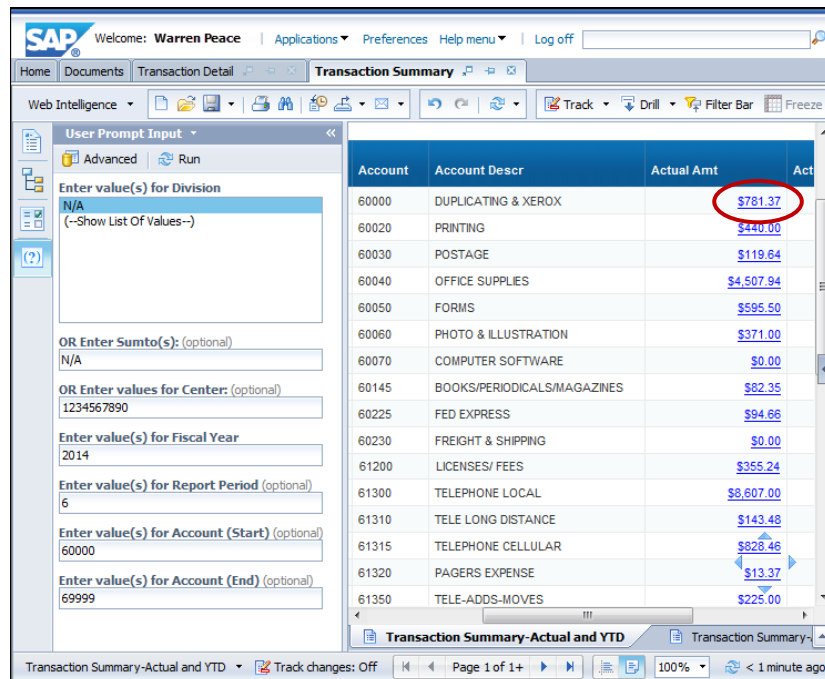 SAP ® Welcome: Warren Peace | Applications Preferences Help menu | Log off
Home Documents Transaction Detail Transaction Summary
Web Intelligence Track Drill Filter Bar Freeze
User Prompt Input «
Advanced Run
Enter value(s) for Division
N/A
(--Show List Of Values--)
OR Enter Sumto(s): (optional)
N/A
OR Enter values for Center: (optional)
1234567890
Enter value(s) for Fiscal Year
2014
Enter value(s) for Report Period (optional)
6
Enter value(s) for Account (Start) (optional)
60000
Enter value(s) for Account (End) (optional)
69999
Account Account Descr Actual Amt Act
60000 DUPLICATING & XEROX $781.37
60020 PRINTING $440.00
60030 POSTAGE $119.64
60040 OFFICE SUPPLIES $4,507.94
60050 FORMS $595.50
60060 PHOTO & ILLUSTRATION $371.00
60070 COMPUTER SOFTWARE $0.00
60145 BOOKS/PERIODICALS/MAGAZINES $82.35
60225 FED EXPRESS $94.66
60230 FREIGHT & SHIPPING $0.00
61200 LICENSES/ FEES $355.24
61300 TELEPHONE LOCAL $8,607.00
61310 TELE LONG DISTANCE $143.48
61315 TELEPHONE CELLULAR $828.46
61320 PAGERS EXPENSE $13.37
61350 TELE-ADDS-MOVES $225.00
Transaction Summary-Actual and YTD Transaction Summary-
Transaction Summary-Actual and YTD Track changes: Off Page 1 of 1+ 100% < 1 minute ago